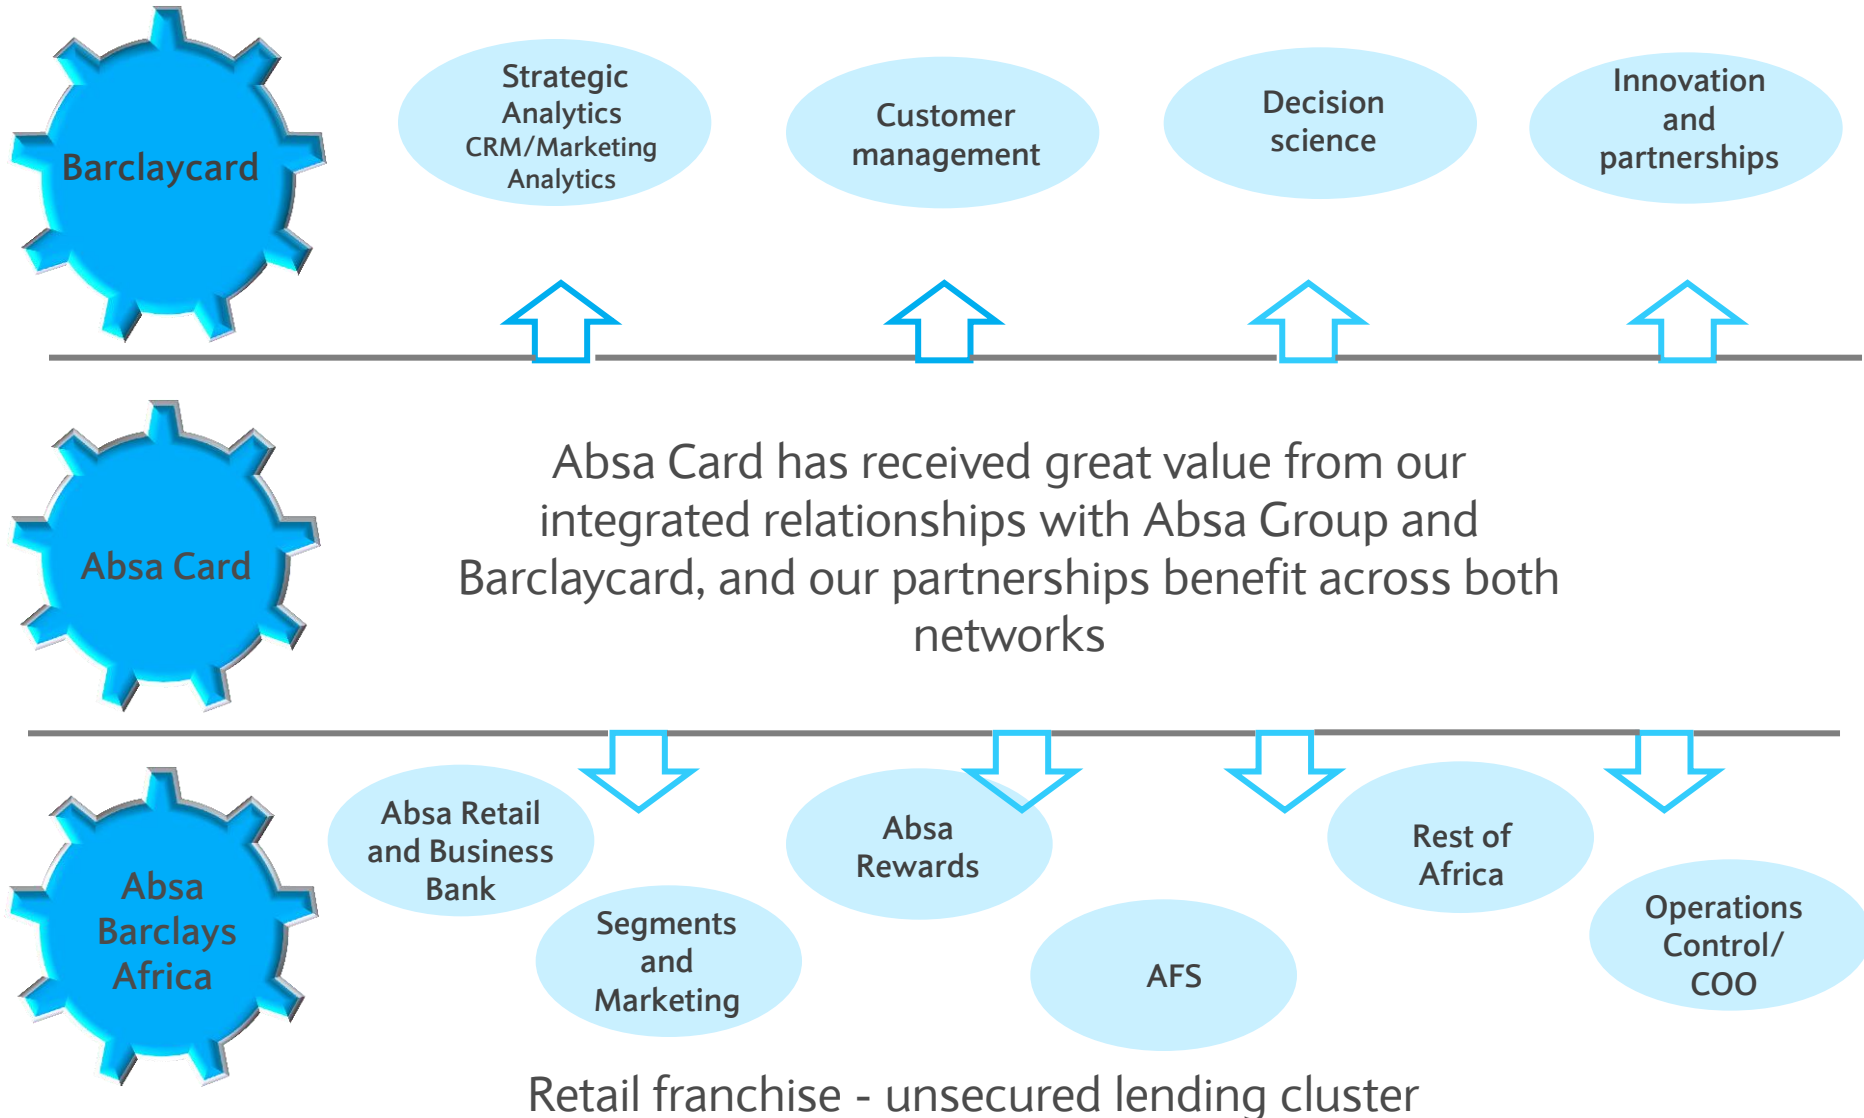 Barclaycard
Strategic
Analytics
CRM/Marketing
Analytics
Customer
management
Decision
science
Innovation
and
partnerships
Absa Card
Absa Card has received great value from our
integrated relationships with Absa Group and
Barclaycard, and our partnerships benefit across both
networks
Absa
Barclays
Africa
Absa Retail
and Business
Bank
Segments
and
Marketing
Absa
Rewards
AFS
Rest of
Africa
Operations
Control/
COO
Retail franchise - unsecured lending cluster